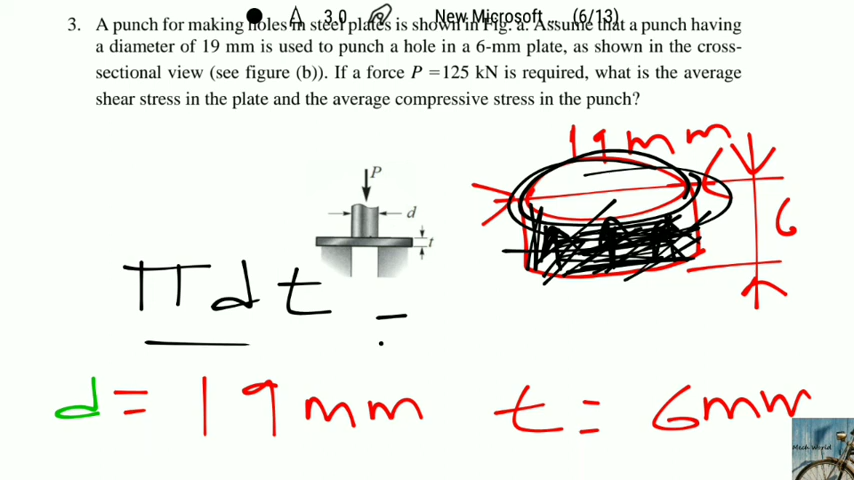 3.0 New Microsoft... (6/13)
3. A punch for making holes in steel plates is shown in Fig. a. Assume that a punch having
a diameter of 19 mm is used to punch a hole in a 6-mm plate, as shown in the cross-
sectional view (see figure (b)). If a force P =125 kN is required, what is the average
shear stress in the plate and the average compressive stress in the punch?
19mm
P
d
t
6
πdt =
d = 19mm t = 6mm
Mech World